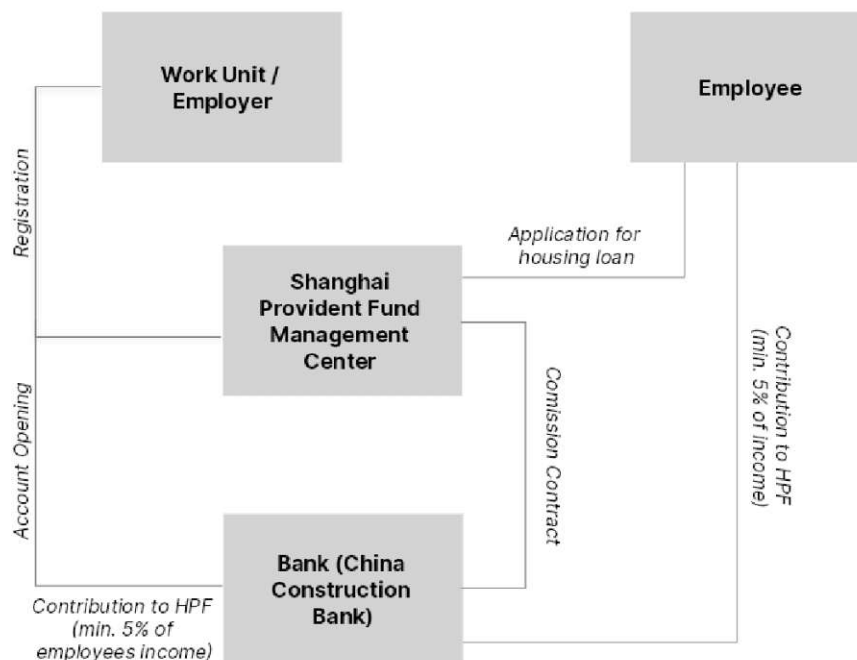 Work Unit /
Employer
Employee
Registration
Application for
housing loan
Shanghai
Provident Fund
Management
Center
Account Opening
Comission Contract
Contribution to HPF
(min. 5% of income)
Bank (China
Construction
Bank)
Contribution to HPF
(min. 5% of
employees income)